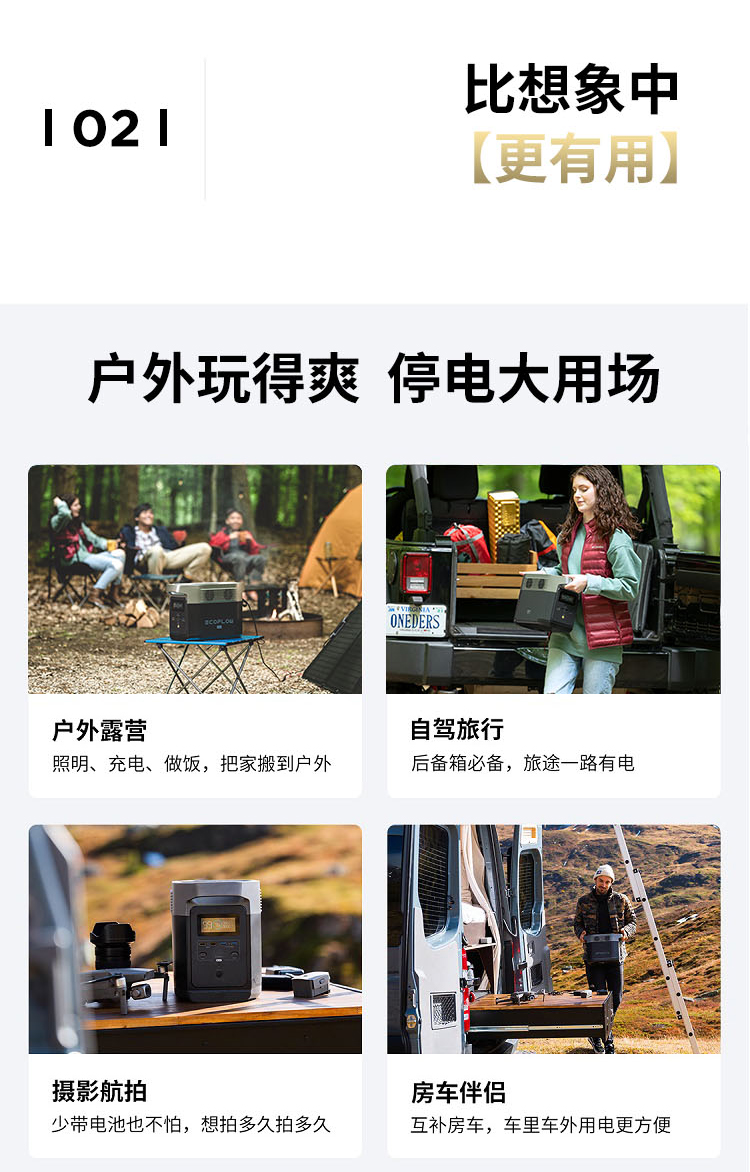 | 02 |
比想象中
【更有用】
户外玩得爽 停电大用场
ECOFLOW
VIRGINIA
ONEDERS
户外露营
照明、充电、做饭，把家搬到户外
自驾旅行
后备箱必备，旅途一路有电
摄影航拍
少带电池也不怕，想拍多久拍多久
房车伴侣
互补房车，车里车外用电更方便